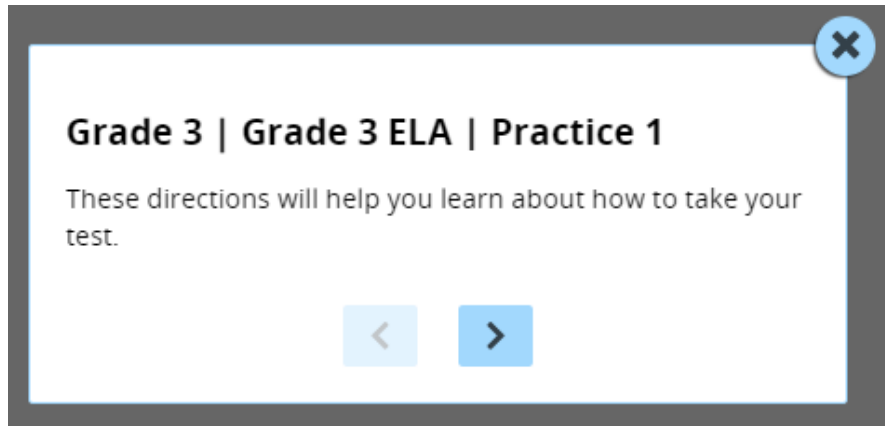 Grade 3 | Grade 3 ELA | Practice 1
These directions will help you learn about how to take your
test.